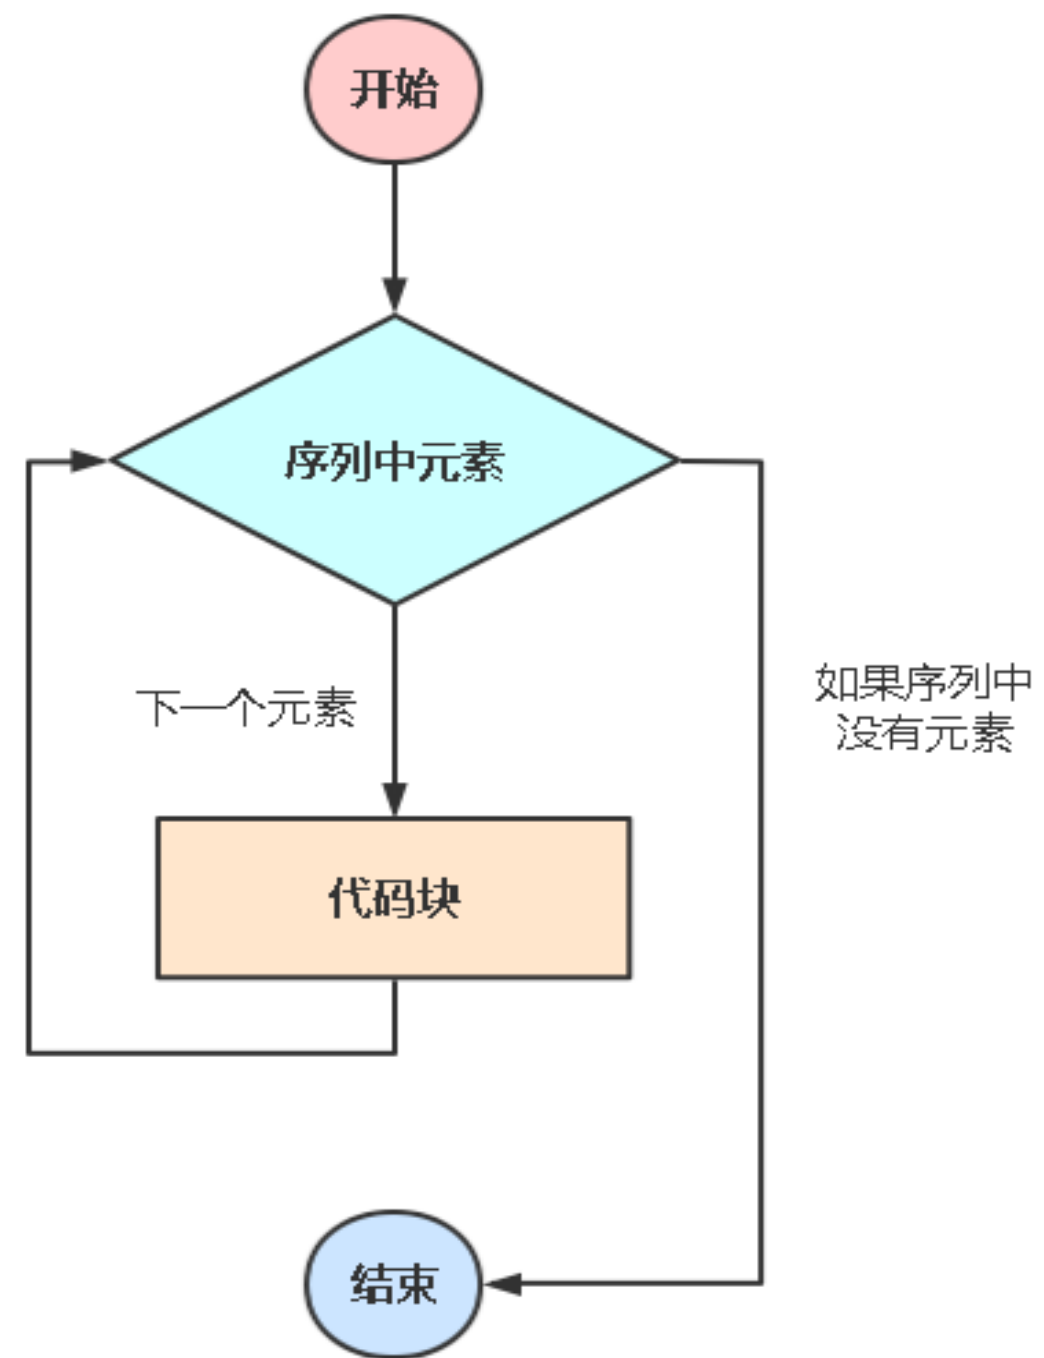 开始
序列中元素
下一个元素
如果序列中
没有元素
代码块
结束